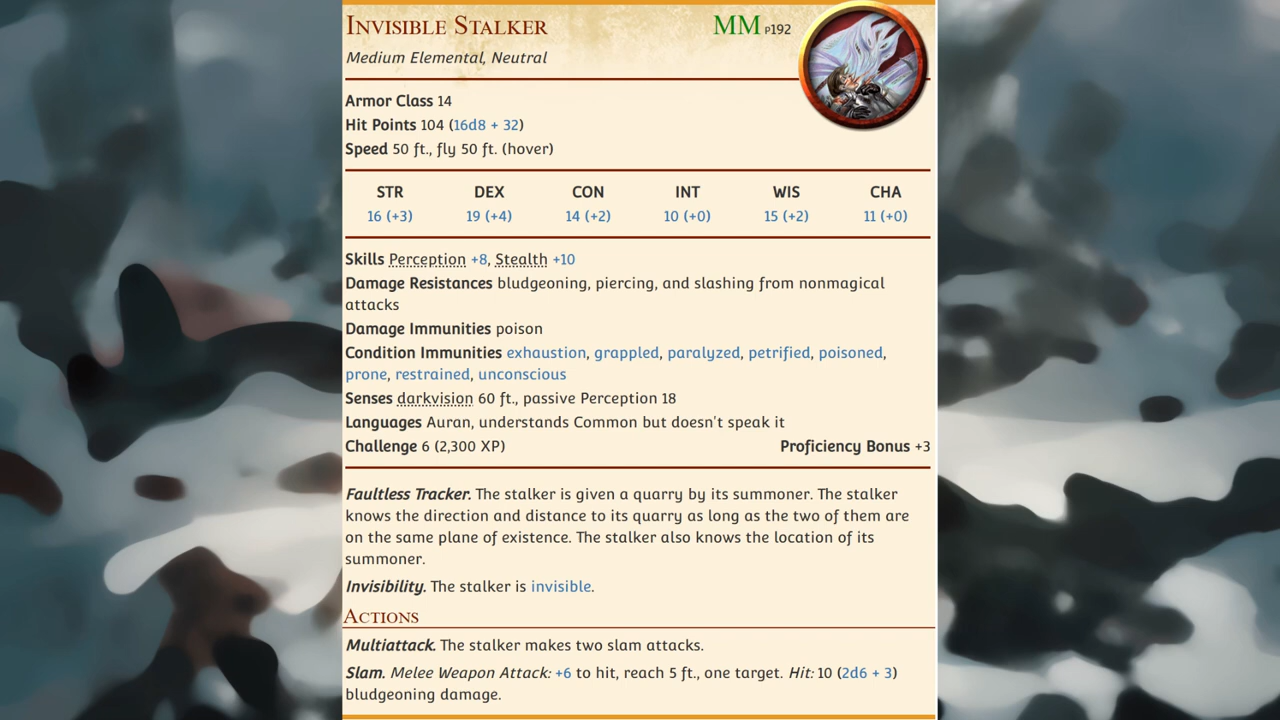 Invisible Stalker MM p192
Medium Elemental, Neutral
Armor Class 14
Hit Points 104 (16d8 + 32)
Speed 50 ft., fly 50 ft. (hover)
STR DEX CON INT WIS CHA
16 (+3) 19 (+4) 14 (+2) 10 (+0) 15 (+2) 11 (+0)
Skills Perception +8, Stealth +10
Damage Resistances bludgeoning, piercing, and slashing from nonmagical
attacks
Damage Immunities poison
Condition Immunities exhaustion, grappled, paralyzed, petrified, poisoned,
prone, restrained, unconscious
Senses darkvision 60 ft., passive Perception 18
Languages Auran, understands Common but doesn't speak it
Challenge 6 (2,300 XP) Proficiency Bonus +3
Faultless Tracker. The stalker is given a quarry by its summoner. The stalker
knows the direction and distance to its quarry as long as the two of them are
on the same plane of existence. The stalker also knows the location of its
summoner.
Invisibility. The stalker is invisible.
Actions
Multiattack. The stalker makes two slam attacks.
Slam. Melee Weapon Attack: +6 to hit, reach 5 ft., one target. Hit: 10 (2d6 + 3)
bludgeoning damage.